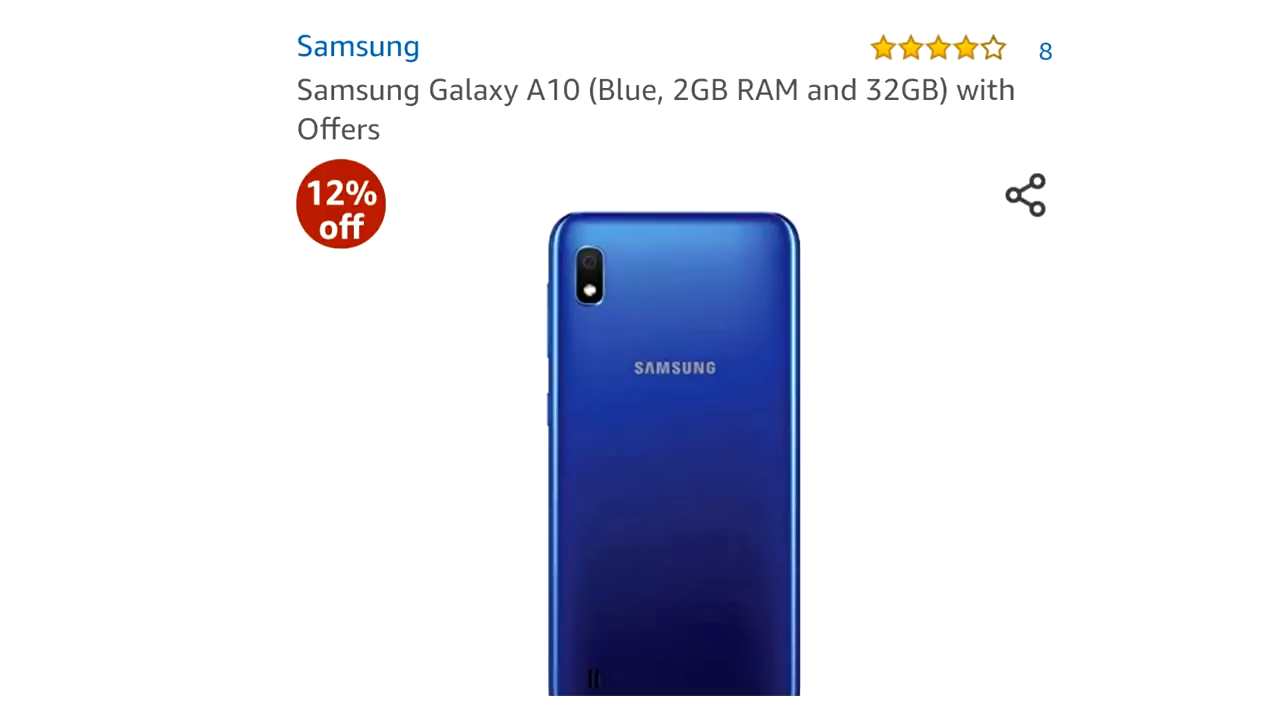 Samsung
8
Samsung Galaxy A10 (Blue, 2GB RAM and 32GB) with
Offers
12%
off
SAMSUNG